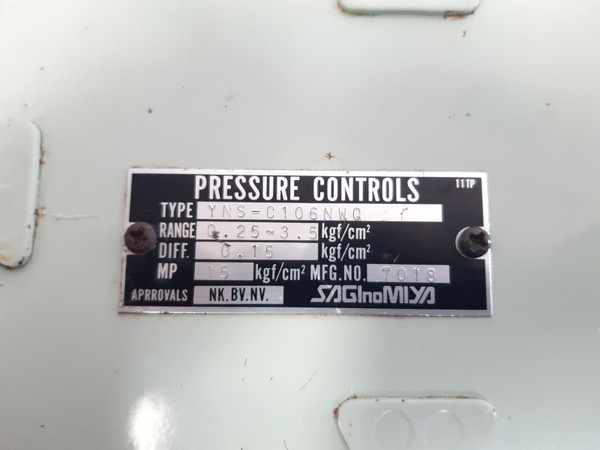 PRESSURE CONTROLS 11TP
TYPE YNS-C106NWQ
RANGE 0.25~3.5 kgf/cm²
DIFF. 0.15 kgf/cm²
MP 15 kgf/cm² MFG.NO. 7018
APRROVALS NK.BV.NV. SAGInoMIYA